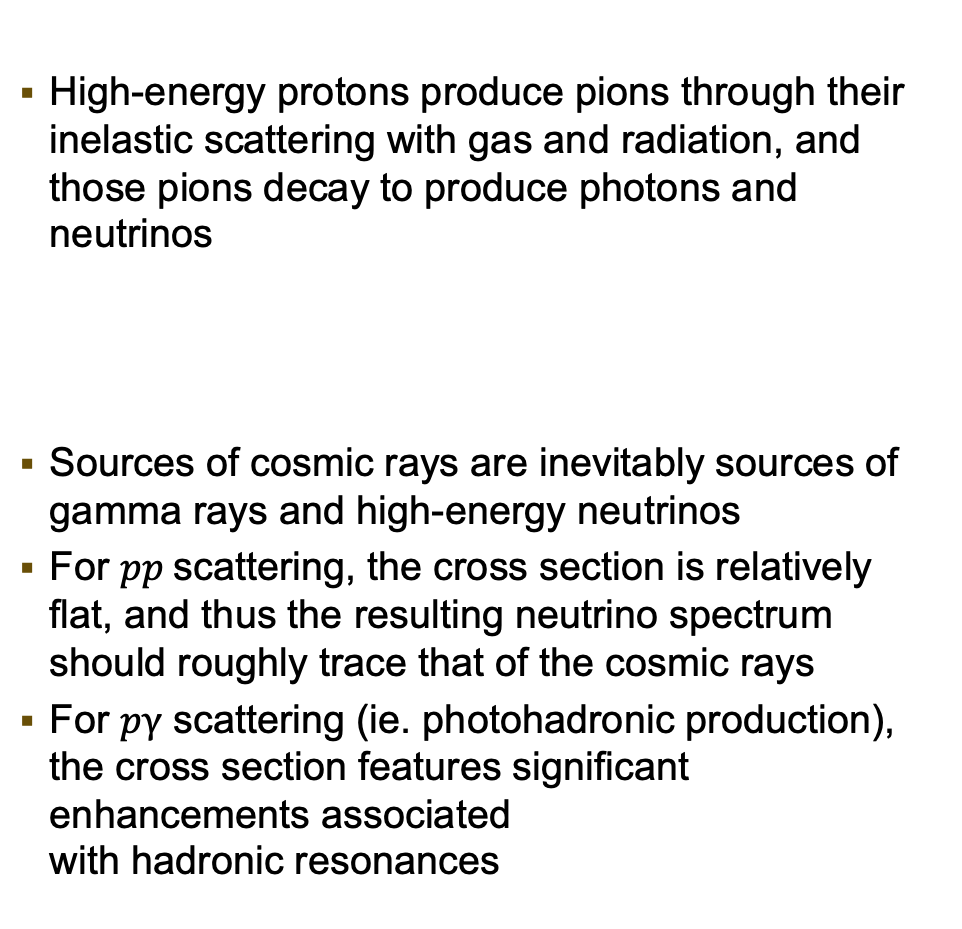 ▪ High-energy protons produce pions through their
inelastic scattering with gas and radiation, and
those pions decay to produce photons and
neutrinos
▪ Sources of cosmic rays are inevitably sources of
gamma rays and high-energy neutrinos
▪ For 𝑝𝑝 scattering, the cross section is relatively
flat, and thus the resulting neutrino spectrum
should roughly trace that of the cosmic rays
▪ For 𝑝γ scattering (ie. photohadronic production),
the cross section features significant
enhancements associated
with hadronic resonances